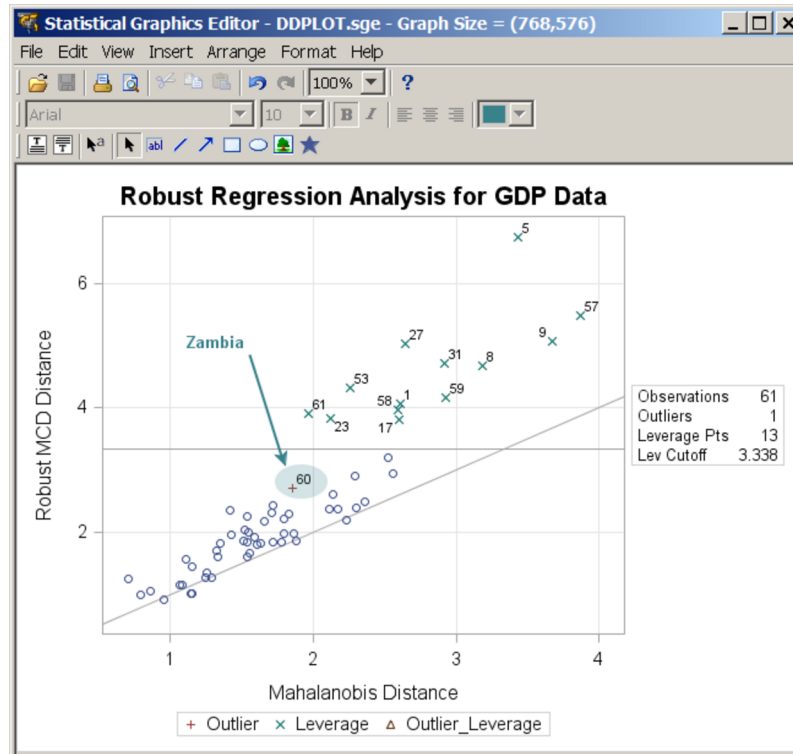 Statistical Graphics Editor - DDPLOT.sge - Graph Size = (768,576)
File Edit View Insert Arrange Format Help
100% ?
Arial 10 B I
T T a abl
Robust Regression Analysis for GDP Data
5
6
57
27
9
Zambia
31
8
53
59
58 1
4
61
23
17
Observations 61
Outliers 1
Leverage Pts 13
Lev Cutoff 3.338
Robust MCD Distance
60
2
1 2 3 4
Mahalanobis Distance
+ Outlier × Leverage △ Outlier_Leverage